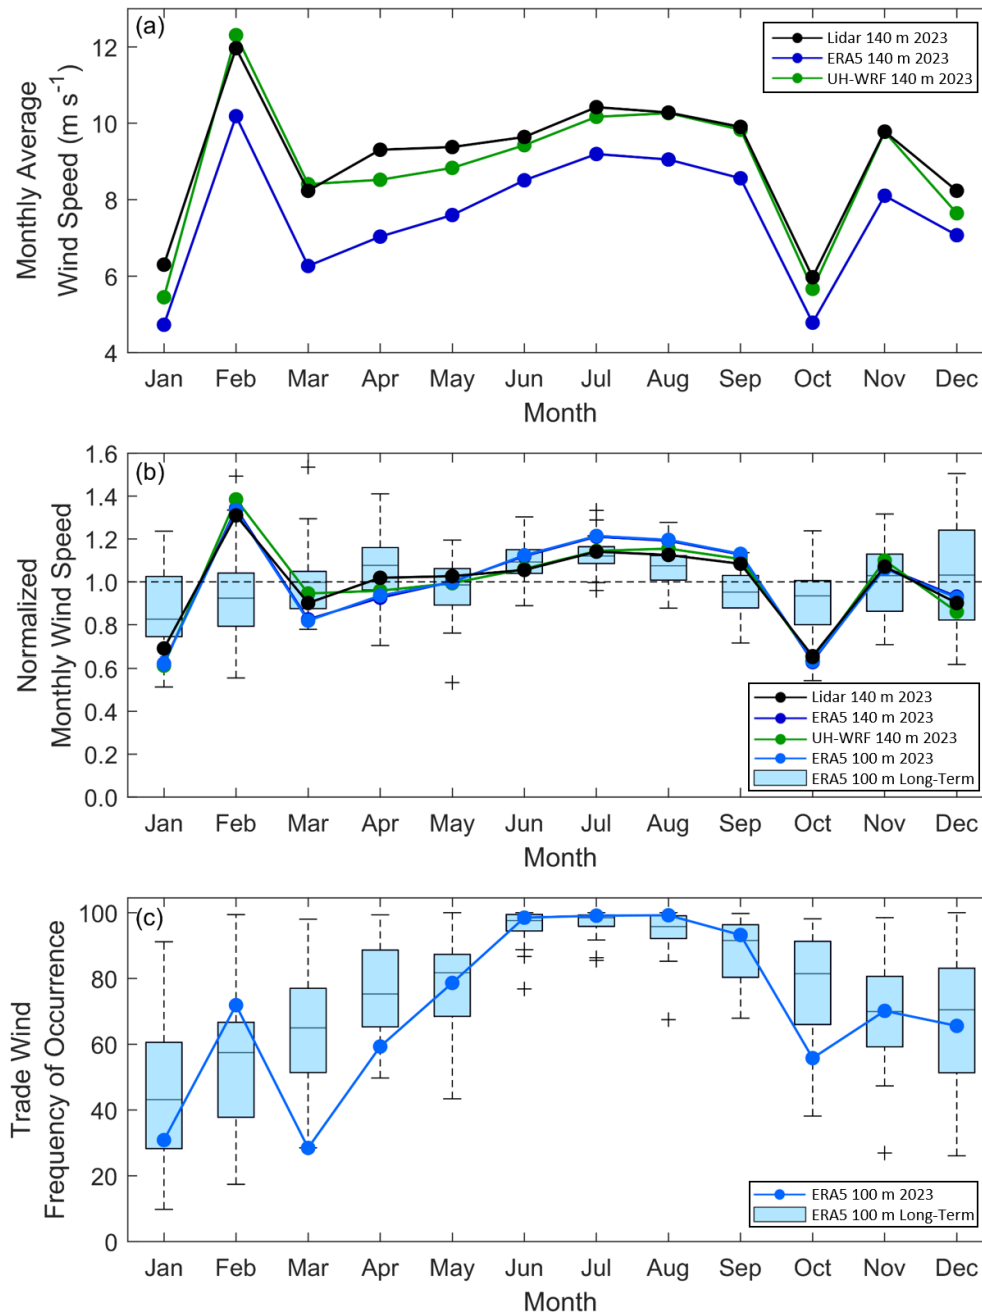 (a)
Lidar 140 m 2023
ERA5 140 m 2023
UH-WRF 140 m 2023
Monthly Average
Wind Speed (m s⁻¹)
12
10
8
6
4
Jan Feb Mar Apr May Jun Jul Aug Sep Oct Nov Dec
Month
(b)
Normalized
Monthly Wind Speed
1.6
1.4
1.2
1.0
0.8
0.6
0.4
0.2
0.0
Lidar 140 m 2023
ERA5 140 m 2023
UH-WRF 140 m 2023
ERA5 100 m 2023
ERA5 100 m Long-Term
Jan Feb Mar Apr May Jun Jul Aug Sep Oct Nov Dec
Month
(c)
Trade Wind
Frequency of Occurrence
100
80
60
40
20
0
ERA5 100 m 2023
ERA5 100 m Long-Term
Jan Feb Mar Apr May Jun Jul Aug Sep Oct Nov Dec
Month